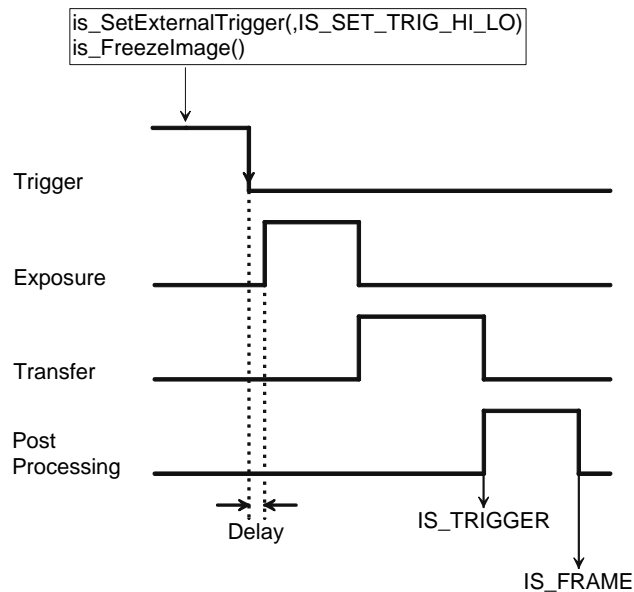 is_SetExternalTrigger(,IS_SET_TRIG_HI_LO)
is_FreezeImage()
Trigger
Exposure
Transfer
Post
Processing
Delay
IS_TRIGGER
IS_FRAME